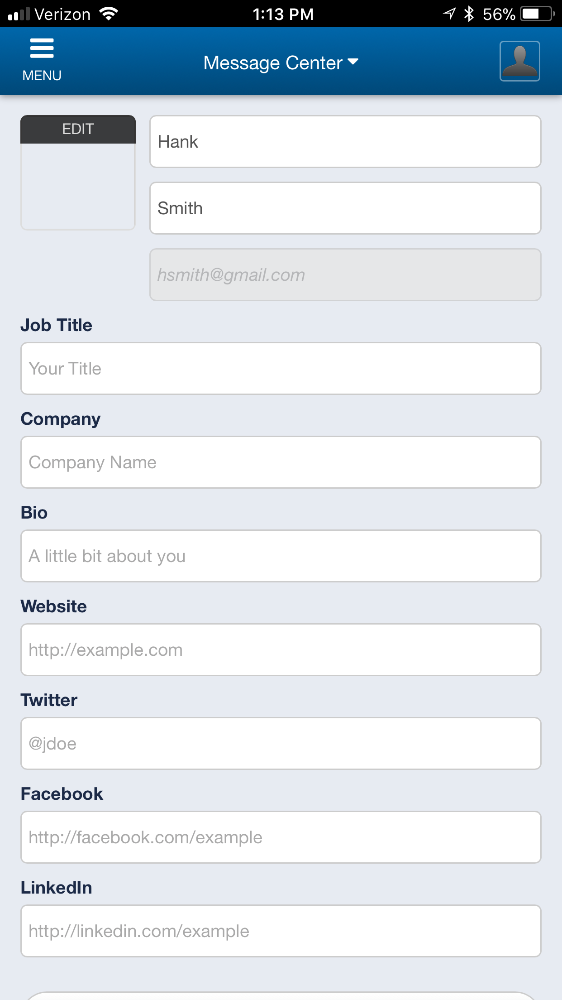 Verizon 1:13 PM 56%
MENU
Message Center
EDIT
Hank
Smith
hsmith@gmail.com
Job Title
Your Title
Company
Company Name
Bio
A little bit about you
Website
http://example.com
Twitter
@jdoe
Facebook
http://facebook.com/example
LinkedIn
http://linkedin.com/example